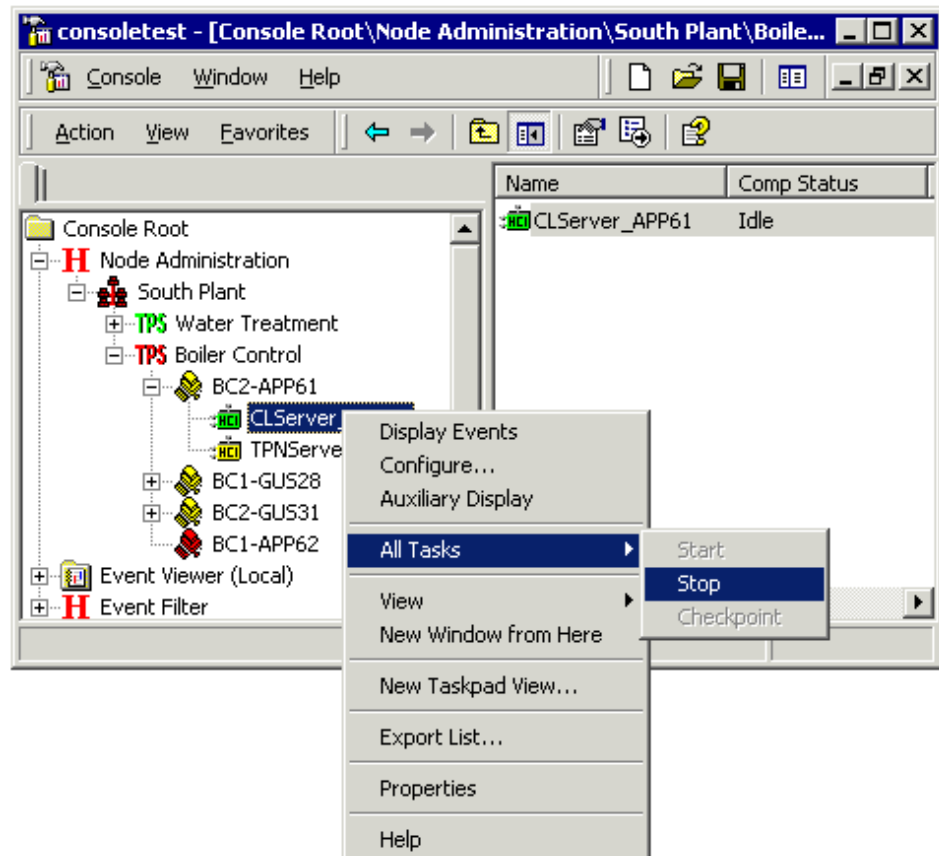 consoletest - [Console Root\Node Administration\South Plant\Boile...
Console Window Help
Action View Favorites
Name Comp Status
Console Root
HCI CLServer_APP61 Idle
H Node Administration
South Plant
TPS Water Treatment
TPS Boiler Control
BC2-APP61
HCI CLServer_
HCI TPNServe
BC1-GUS28
BC2-GUS31
BC1-APP62
Event Viewer (Local)
H Event Filter
Display Events
Configure...
Auxiliary Display
All Tasks
View
New Window from Here
New Taskpad View...
Export List...
Properties
Help
Start
Stop
Checkpoint